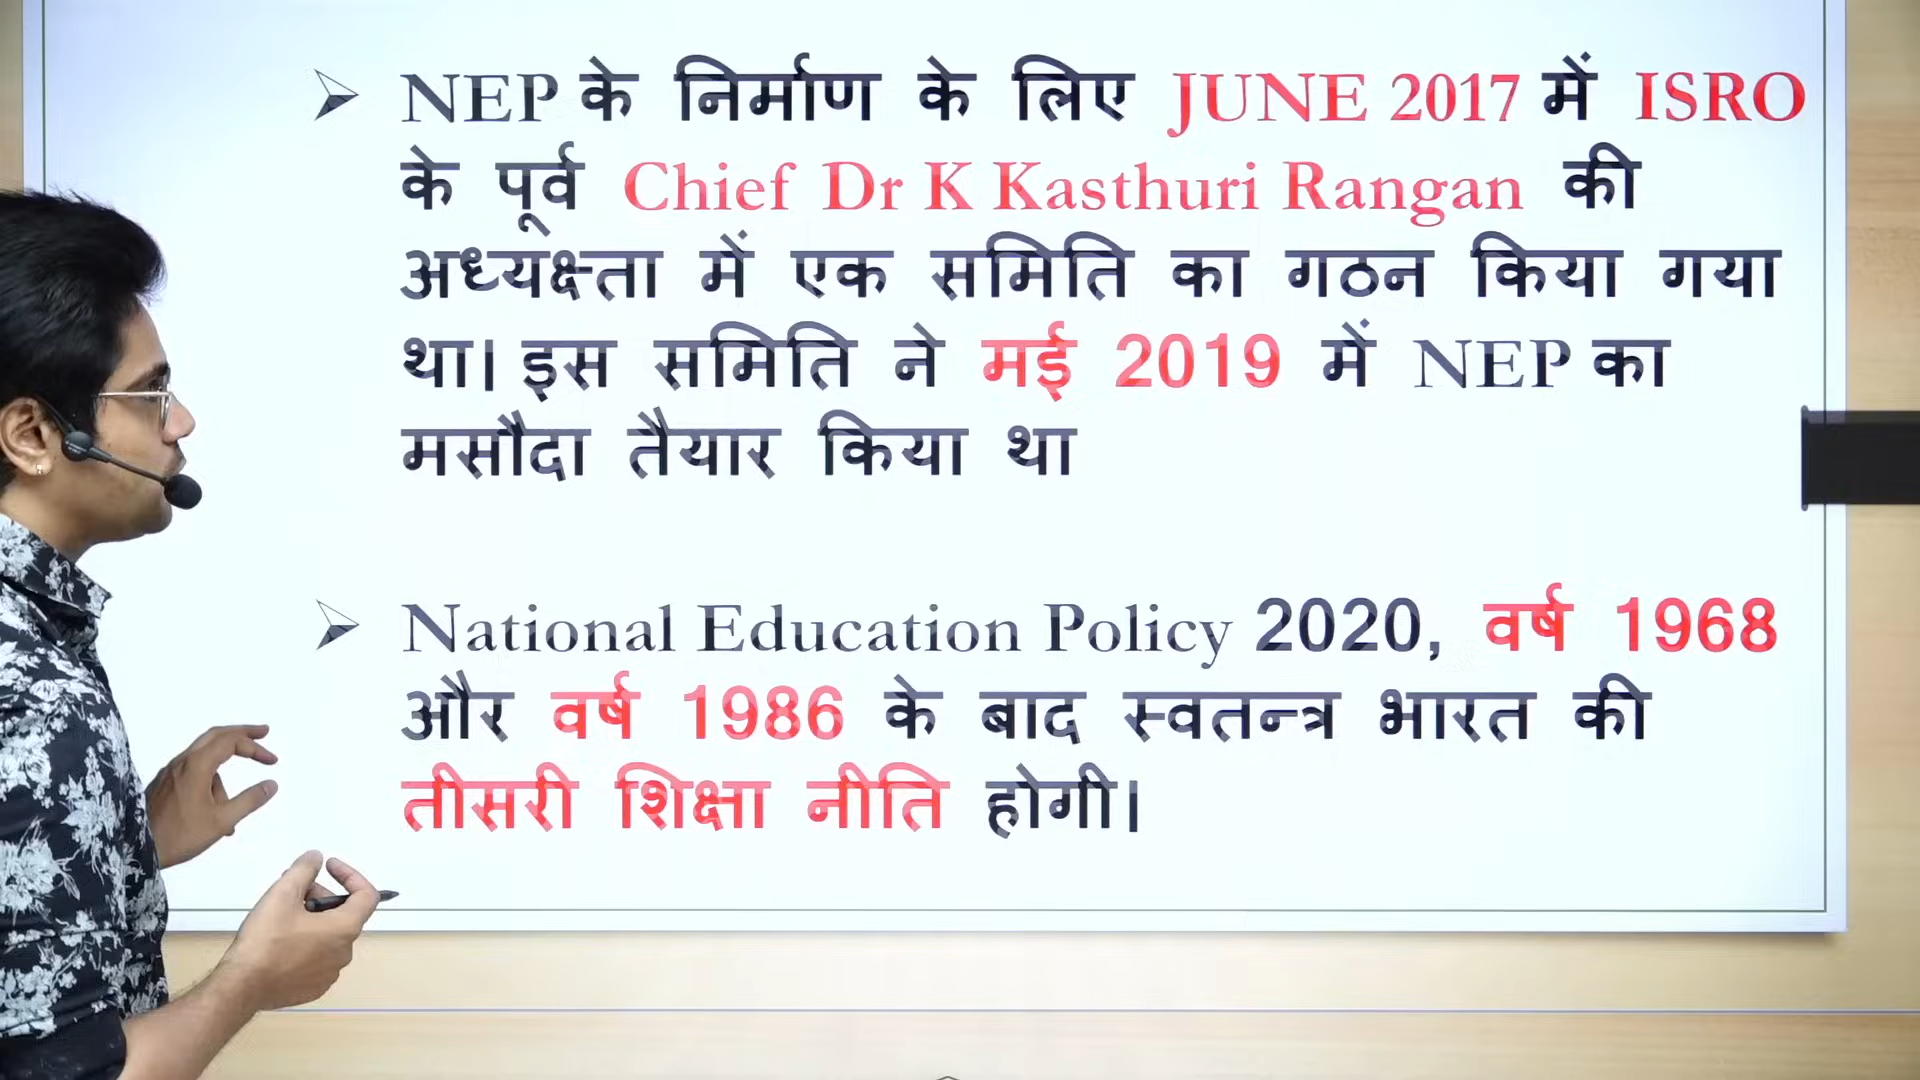 ➢ NEP के निर्माण के लिए JUNE 2017 में ISRO
के पूर्व Chief Dr K Kasthuri Rangan की
अध्यक्ता में एक समिति का गठन किया गया
था। इस समिति ने मई 2019 में NEP का
मसौदा तैयार किया था
➢ National Education Policy 2020, वर्ष 1968
और वर्ष 1986 के बाद स्वतन्त्र भारत की
तीसरी शिक्षा नीति होगी।